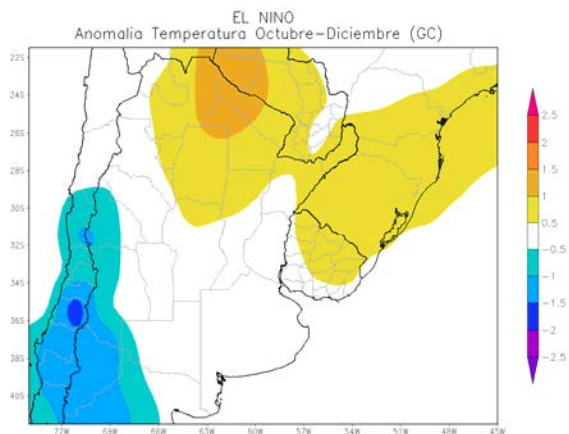 EL NINO
Anomalia Temperatura Octubre-Diciembre (GC)
22S
24S
26S
28S
30S
32S
34S
36S
38S
40S
72W
69W
66W
63W
60W
57W
54W
51W
48W
45W
2.5
2
1.5
1
0.5
-0.5
-1
-1.5
-2
-2.5